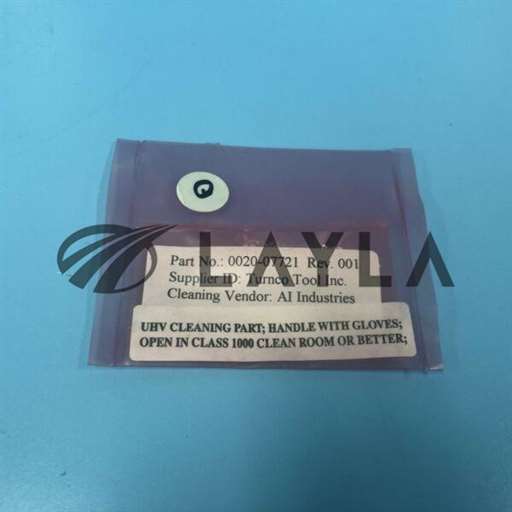 Q
LAYLA
Part No.: 0020-07721 Rev. 001
Supplier ID: Turnco Tool Inc.
Cleaning Vendor: AI Industries
UHV CLEANING PART; HANDLE WITH GLOVES;
OPEN IN CLASS 1000 CLEAN ROOM OR BETTER;